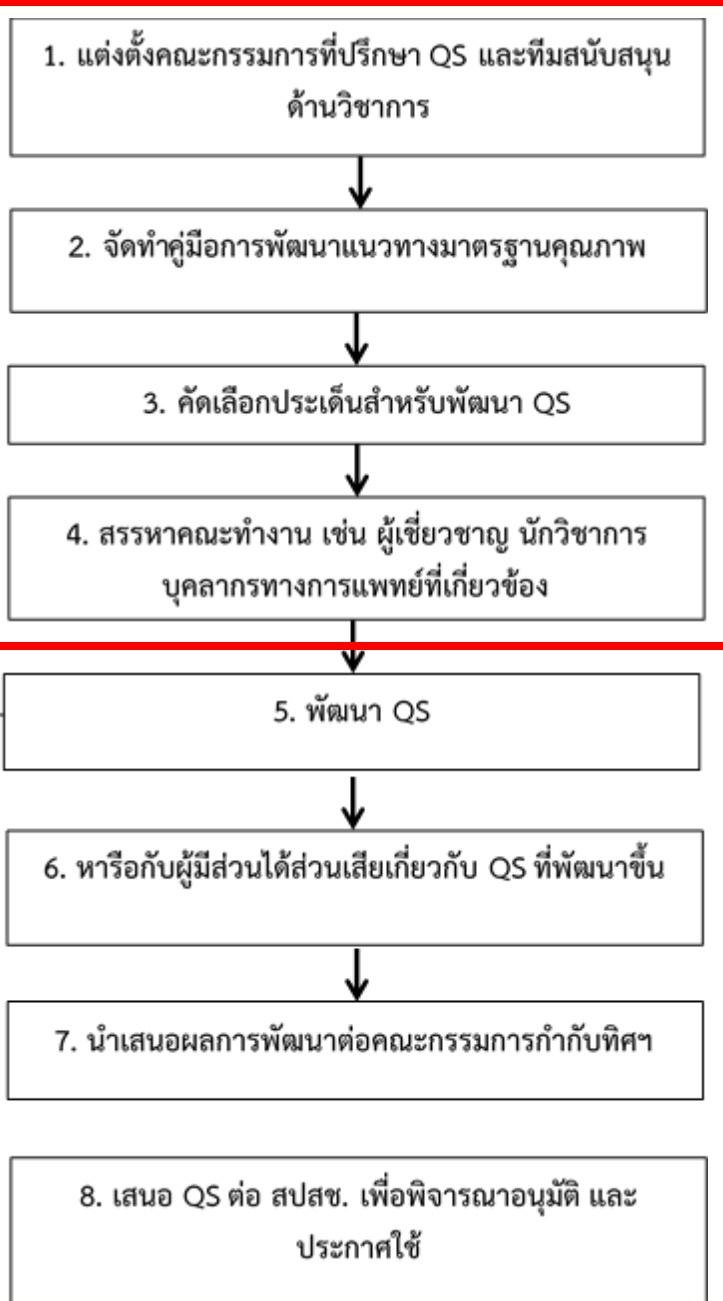 1. แต่งตั้งคณะกรรมการที่ปรึกษา QS และทีมสนับสนุน
ด้านวิชาการ
2. จัดทำคู่มือการพัฒนาแนวทางมาตรฐานคุณภาพ
3. คัดเลือกประเด็นสำหรับพัฒนา QS
4. สรรหาคณะทำงาน เช่น ผู้เชี่ยวชาญ นักวิชาการ
บุคลากรทางการแพทย์ที่เกี่ยวข้อง
5. พัฒนา QS
6. หารือกับผู้มีส่วนได้ส่วนเสียเกี่ยวกับ QS ที่พัฒนาขึ้น
7. นำเสนอผลการพัฒนาต่อคณะกรรมการกำกับทิศฯ
8. เสนอ QS ต่อ สปสช. เพื่อพิจารณาอนุมัติ และ
ประกาศใช้